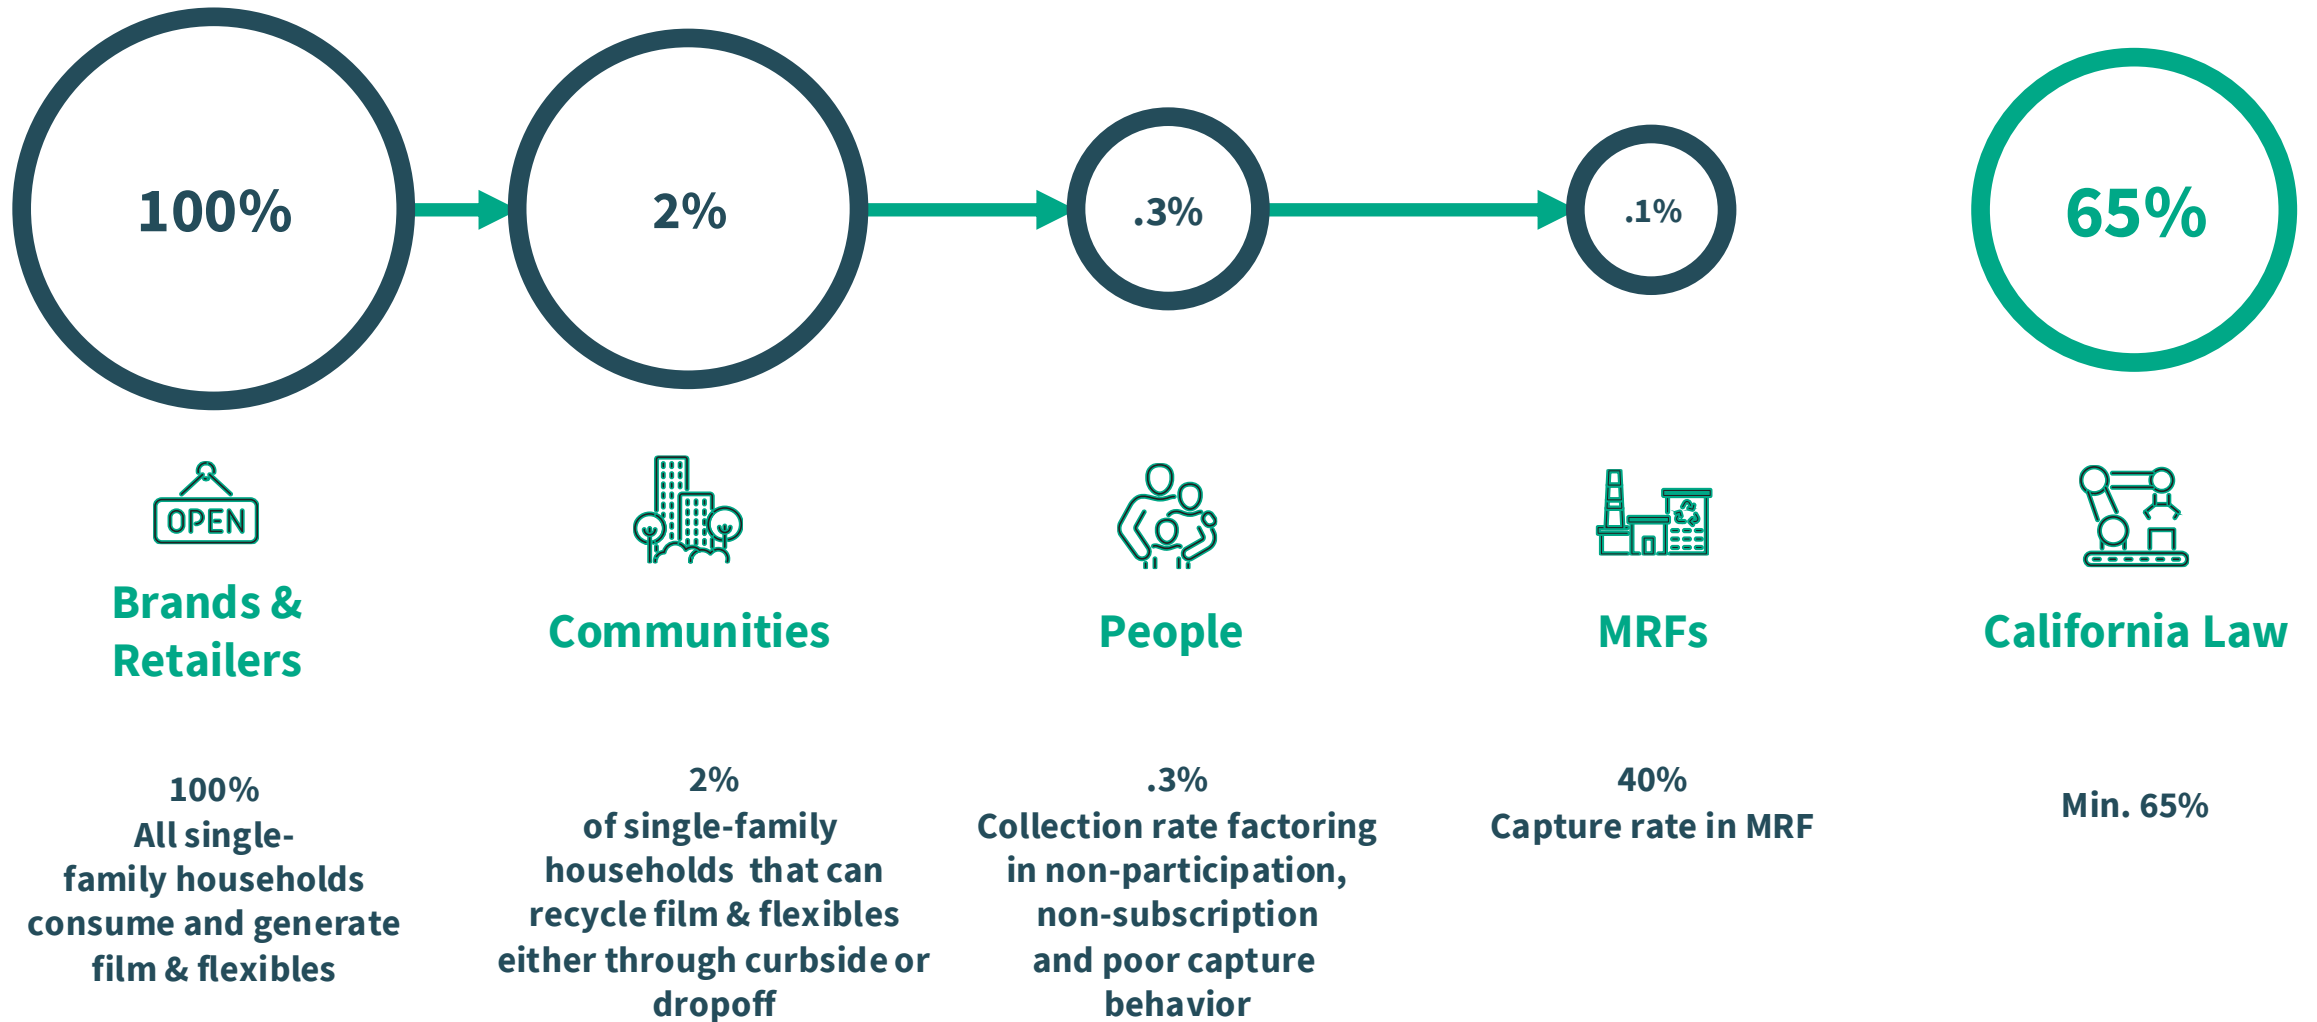 100%
2%
.3%
.1%
65%
OPEN
Brands &
Retailers
Communities
People
MRFs
California Law
100%
All single-
family households
consume and generate
film & flexibles
2%
of single-family
households that can
recycle film & flexibles
either through curbside or
dropoff
.3%
Collection rate factoring
in non-participation,
non-subscription
and poor capture
behavior
40%
Capture rate in MRF
Min. 65%